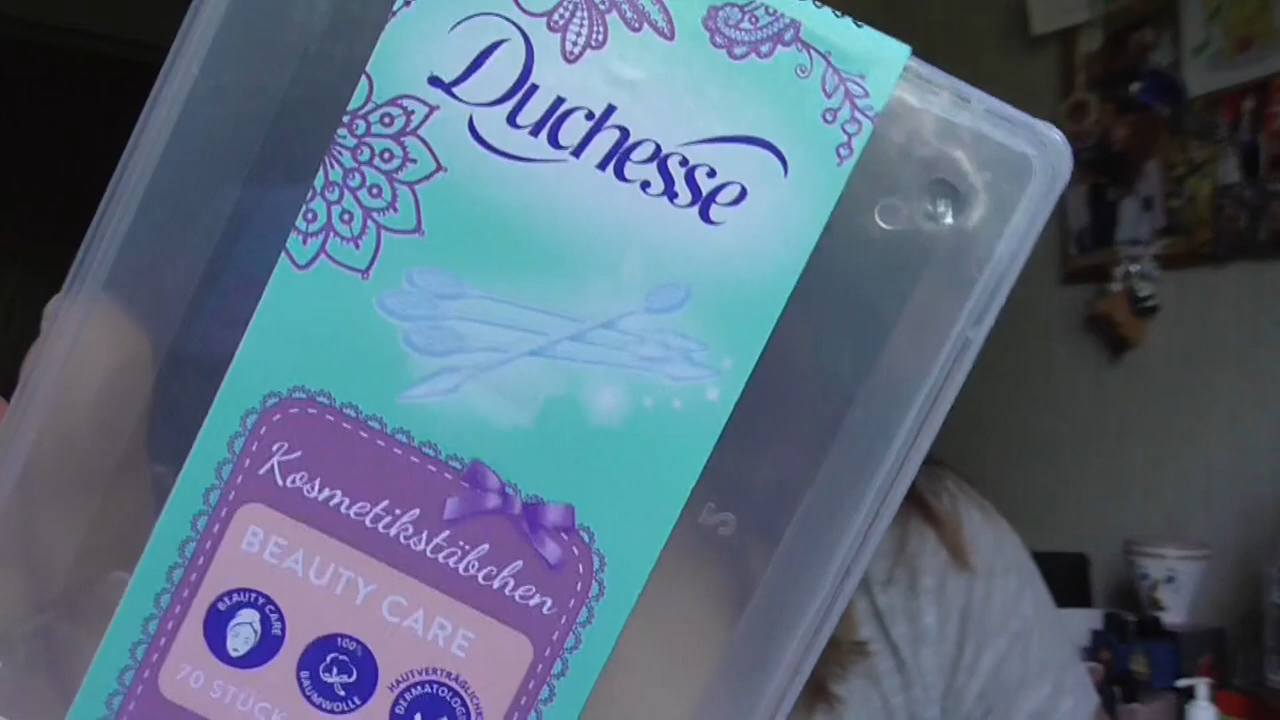 Duchesse
Kosmetikstäbchen
BEAUTY CARE
BEAUTY CARE
100%
BAUMWOLLE
70 STÜCK